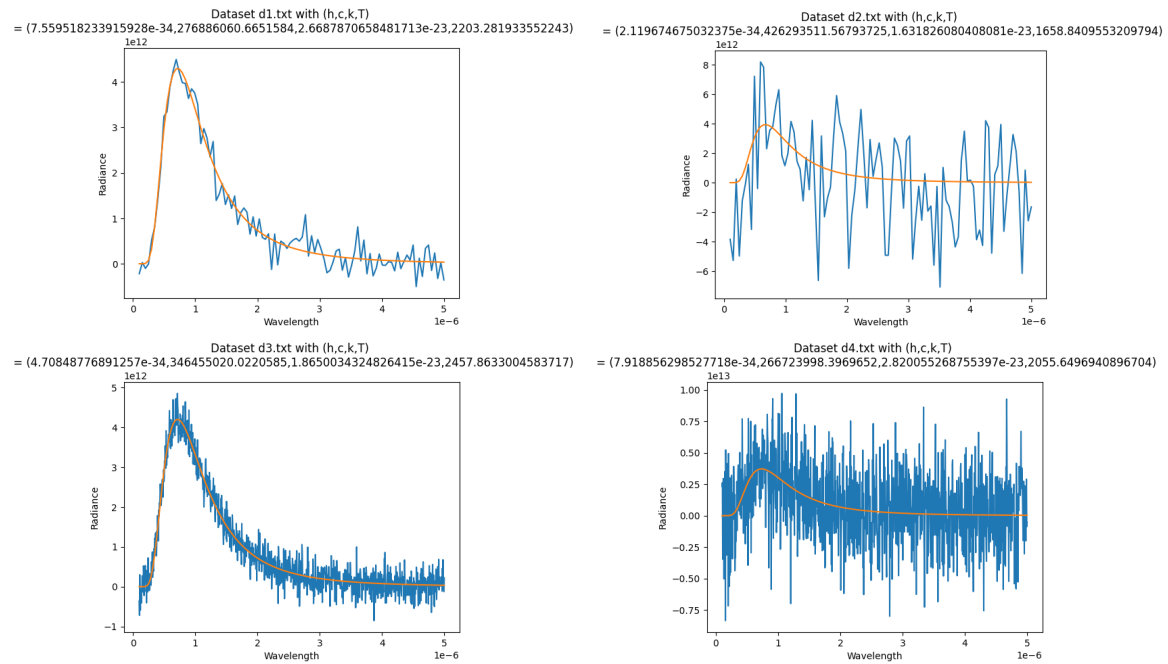 Dataset d1.txt with (h,c,k,T)
= (7.559518233915928e-34,276886060.6651584,2.6687870658481713e-23,2203.281933552243)
1e12
4
3
2
1
0
Radiance
0 1 2 3 4 5
1e−6
Wavelength
Dataset d2.txt with (h,c,k,T)
= (2.119674675032375e-34,426293511.56793725,1.631826080408081e-23,1658.8409553209794)
1e12
8
6
4
2
0
−2
−4
−6
Radiance
0 1 2 3 4 5
1e−6
Wavelength
Dataset d3.txt with (h,c,k,T)
= (4.70848776891257e-34,346455020.0220585,1.8650034324826415e-23,2457.8633004583717)
1e12
5
4
3
2
1
0
−1
Radiance
0 1 2 3 4 5
1e−6
Wavelength
Dataset d4.txt with (h,c,k,T)
= (7.918856298527718e-34,266723998.3969652,2.820055268755397e-23,2055.6496940896704)
1e13
1.00
0.75
0.50
0.25
0.00
−0.25
−0.50
−0.75
Radiance
0 1 2 3 4 5
1e−6
Wavelength